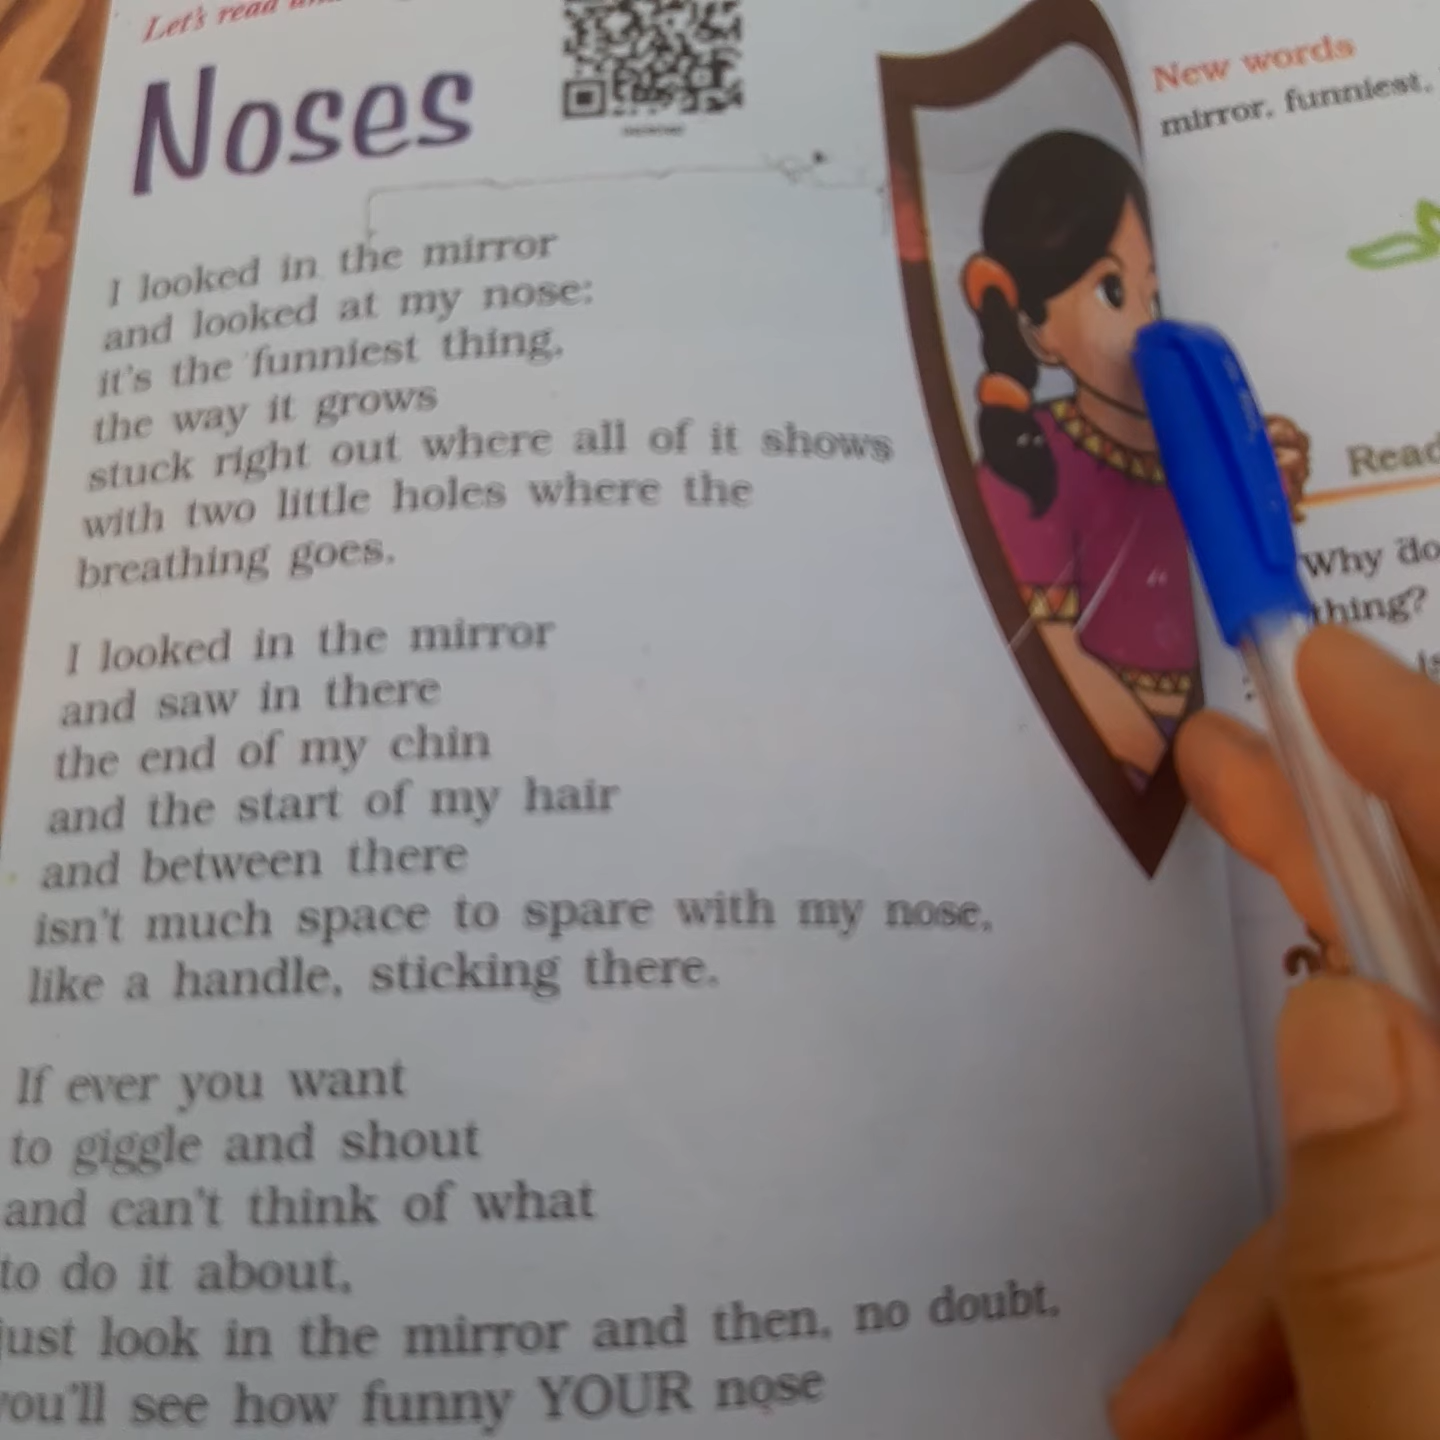 Let's read
Noses
I looked in the mirror
and looked at my nose:
it's the funniest thing,
the way it grows
stuck right out where all of it shows
with two little holes where the
breathing goes.
I looked in the mirror
and saw in there
the end of my chin
and the start of my hair
and between there
isn't much space to spare with my nose,
like a handle, sticking there.
If ever you want
to giggle and shout
and can't think of what
to do it about,
just look in the mirror and then, no doubt,
you'll see how funny YOUR nose
New words
mirror, funniest,
Read
Why do
thing?